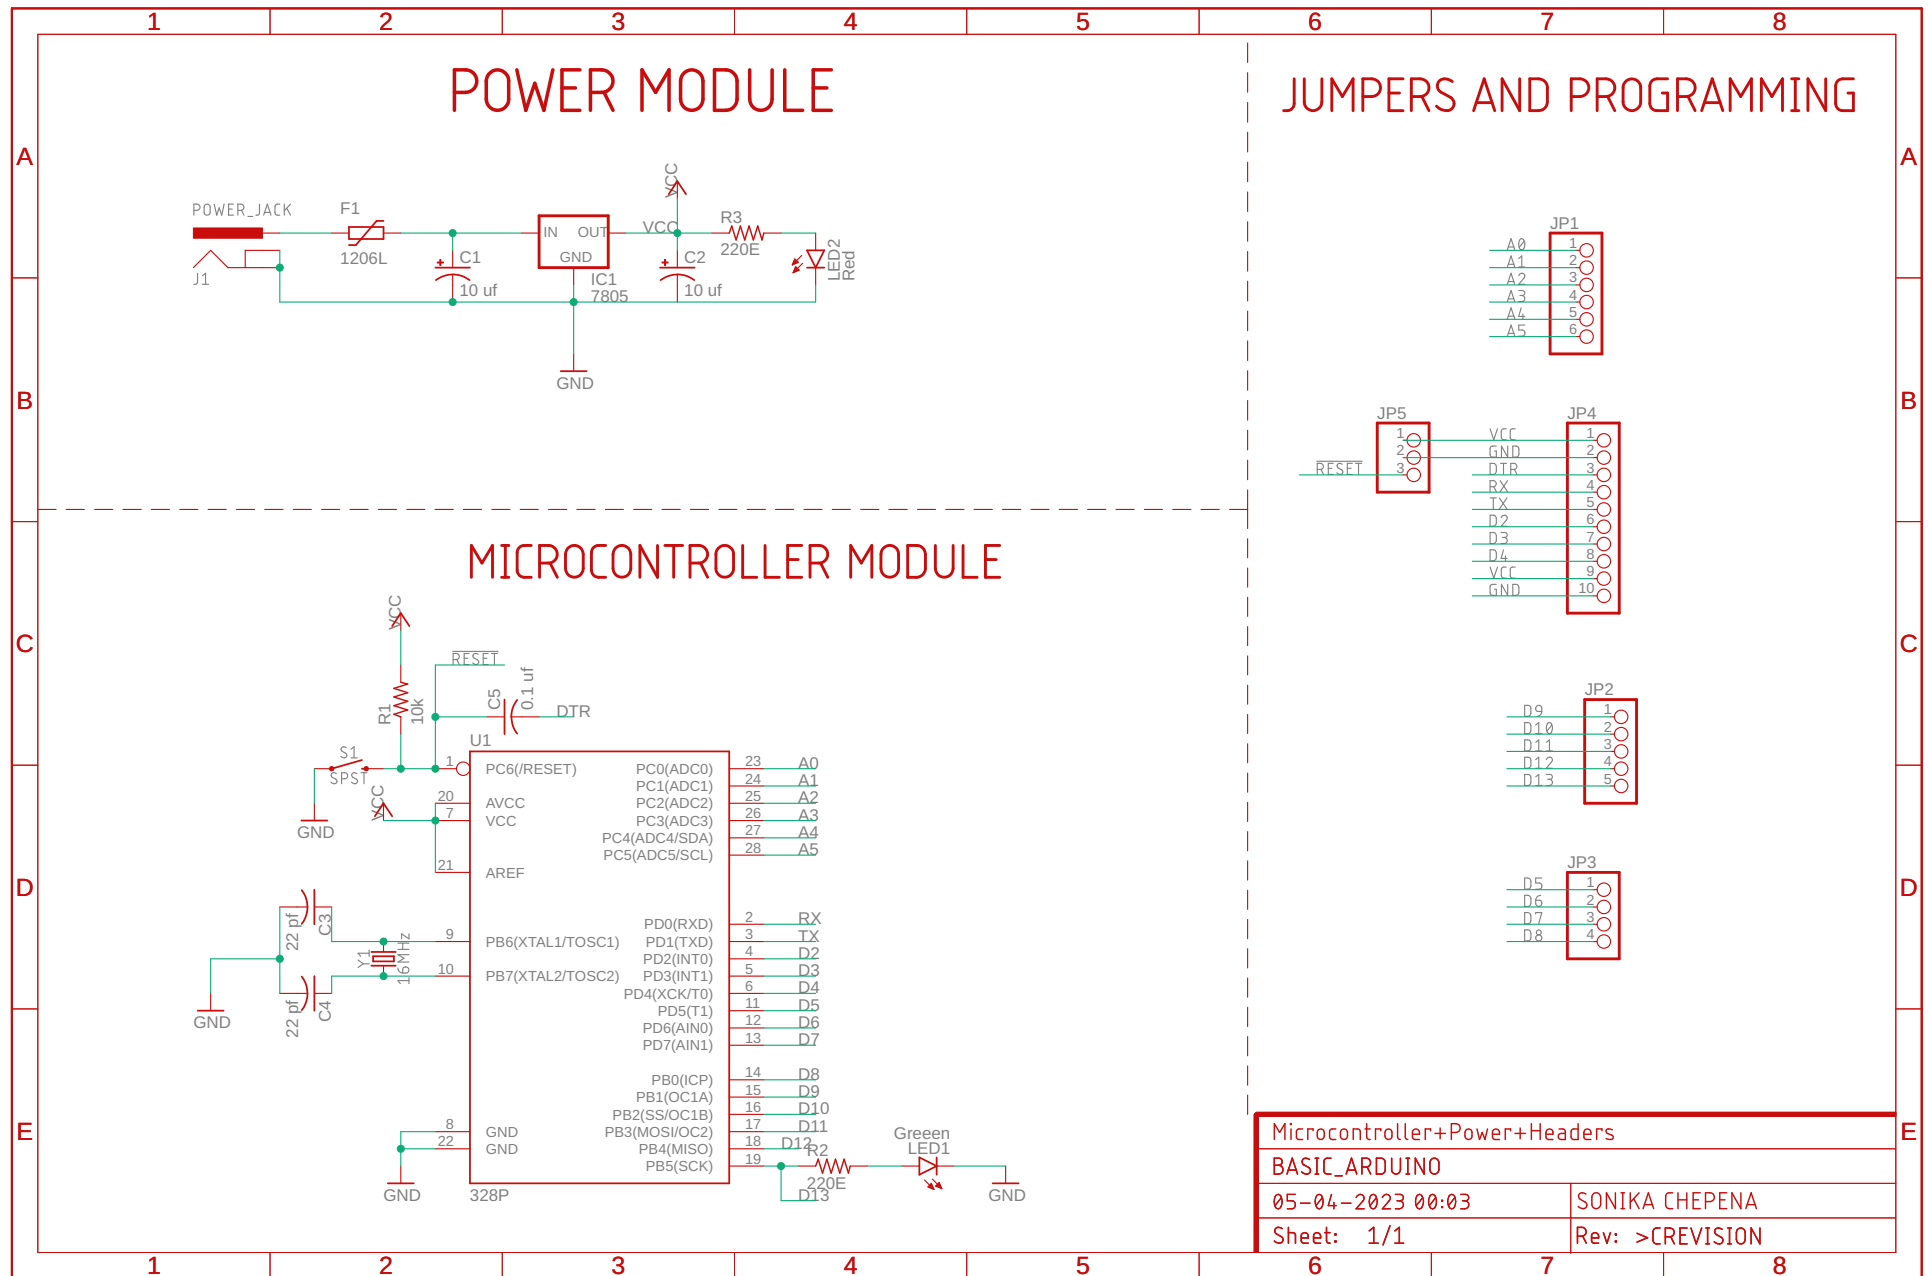 1 2 3 4 5 6 7 8
POWER MODULE
JUMPERS AND PROGRAMMING
A
A
POWER_JACK
J1
F1
1206L
C1
10 uf
IN
OUT
GND
IC1
7805
VCC
VCC
C2
10 uf
R3
220E
LED2
Red
GND
JP1
A0 1
A1 2
A2 3
A3 4
A4 5
A5 6
B
B
JP5
1
2
RESET 3
JP4
VCC 1
GND 2
DTR 3
RX 4
TX 5
D2 6
D3 7
D4 8
VCC 9
GND 10
MICROCONTROLLER MODULE
C
C
VCC
R1
10k
RESET
C5
0.1 uf
DTR
S1
SPST
GND
VCC
U1
1 PC6(/RESET)
20 AVCC
7 VCC
21 AREF
9 PB6(XTAL1/TOSC1)
10 PB7(XTAL2/TOSC2)
8 GND
22 GND
PC0(ADC0) 23 A0
PC1(ADC1) 24 A1
PC2(ADC2) 25 A2
PC3(ADC3) 26 A3
PC4(ADC4/SDA) 27 A4
PC5(ADC5/SCL) 28 A5
PD0(RXD) 2 RX
PD1(TXD) 3 TX
PD2(INT0) 4 D2
PD3(INT1) 5 D3
PD4(XCK/T0) 6 D4
PD5(T1) 11 D5
PD6(AIN0) 12 D6
PD7(AIN1) 13 D7
PB0(ICP) 14 D8
PB1(OC1A) 15 D9
PB2(SS/OC1B) 16 D10
PB3(MOSI/OC2) 17 D11
PB4(MISO) 18 D12
PB5(SCK) 19
D13
328P
GND
R2
220E
Greeen
LED1
GND
22 pf
C3
22 pf
C4
Y1
16MHz
GND
JP2
D9 1
D10 2
D11 3
D12 4
D13 5
D
D
JP3
D5 1
D6 2
D7 3
D8 4
E
E
Microcontroller+Power+Headers
BASIC_ARDUINO
05-04-2023 00:03 SONIKA CHEPENA
Sheet: 1/1 Rev: >CREVISION
1 2 3 4 5 6 7 8